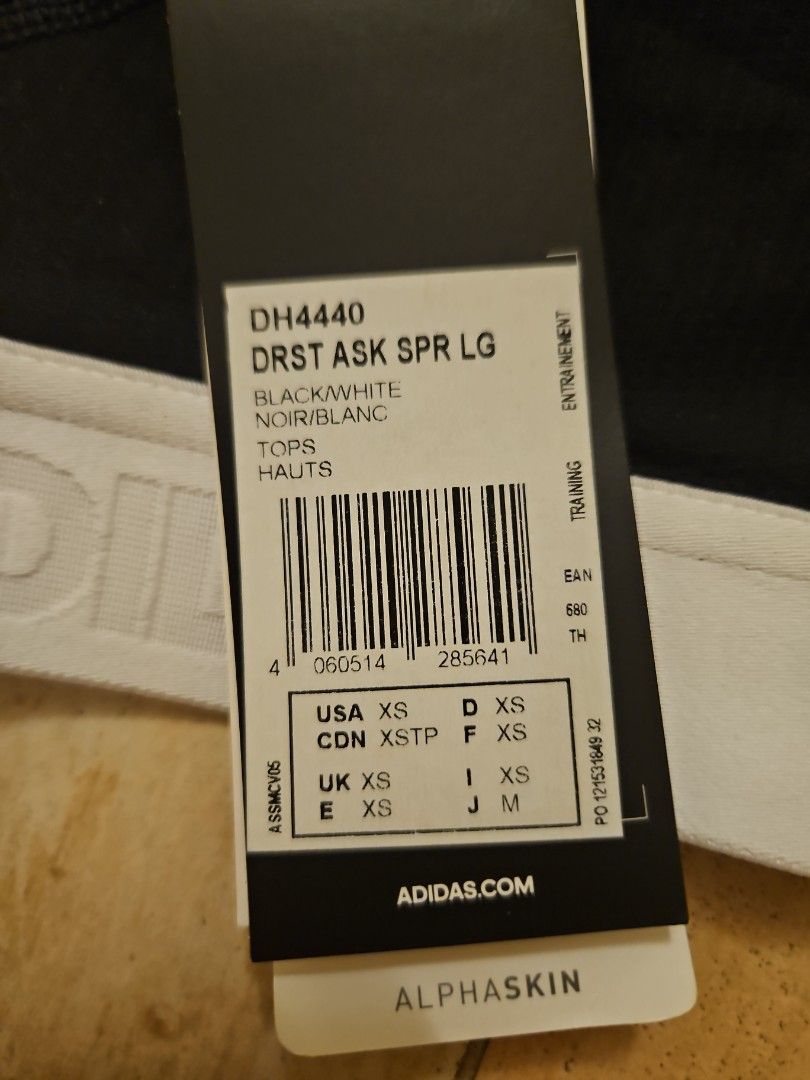 DH4440
DRST ASK SPR LG
BLACK/WHITE
NOIR/BLANC
TOPS
HAUTS
ENTRAINEMENT
TRAINING
EAN
680
TH
4 060514 285641
USA XS D XS
CDN XSTP F XS
UK XS I XS
E XS J M
ASSMCV05
PO 121531849 32
ADIDAS.COM
ALPHASKIN